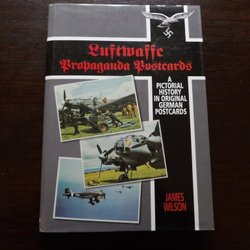 Luftwaffe
Propaganda Postcards
A
PICTORIAL
HISTORY
IN ORIGINAL
GERMAN
POSTCARDS
JAMES
WILSON